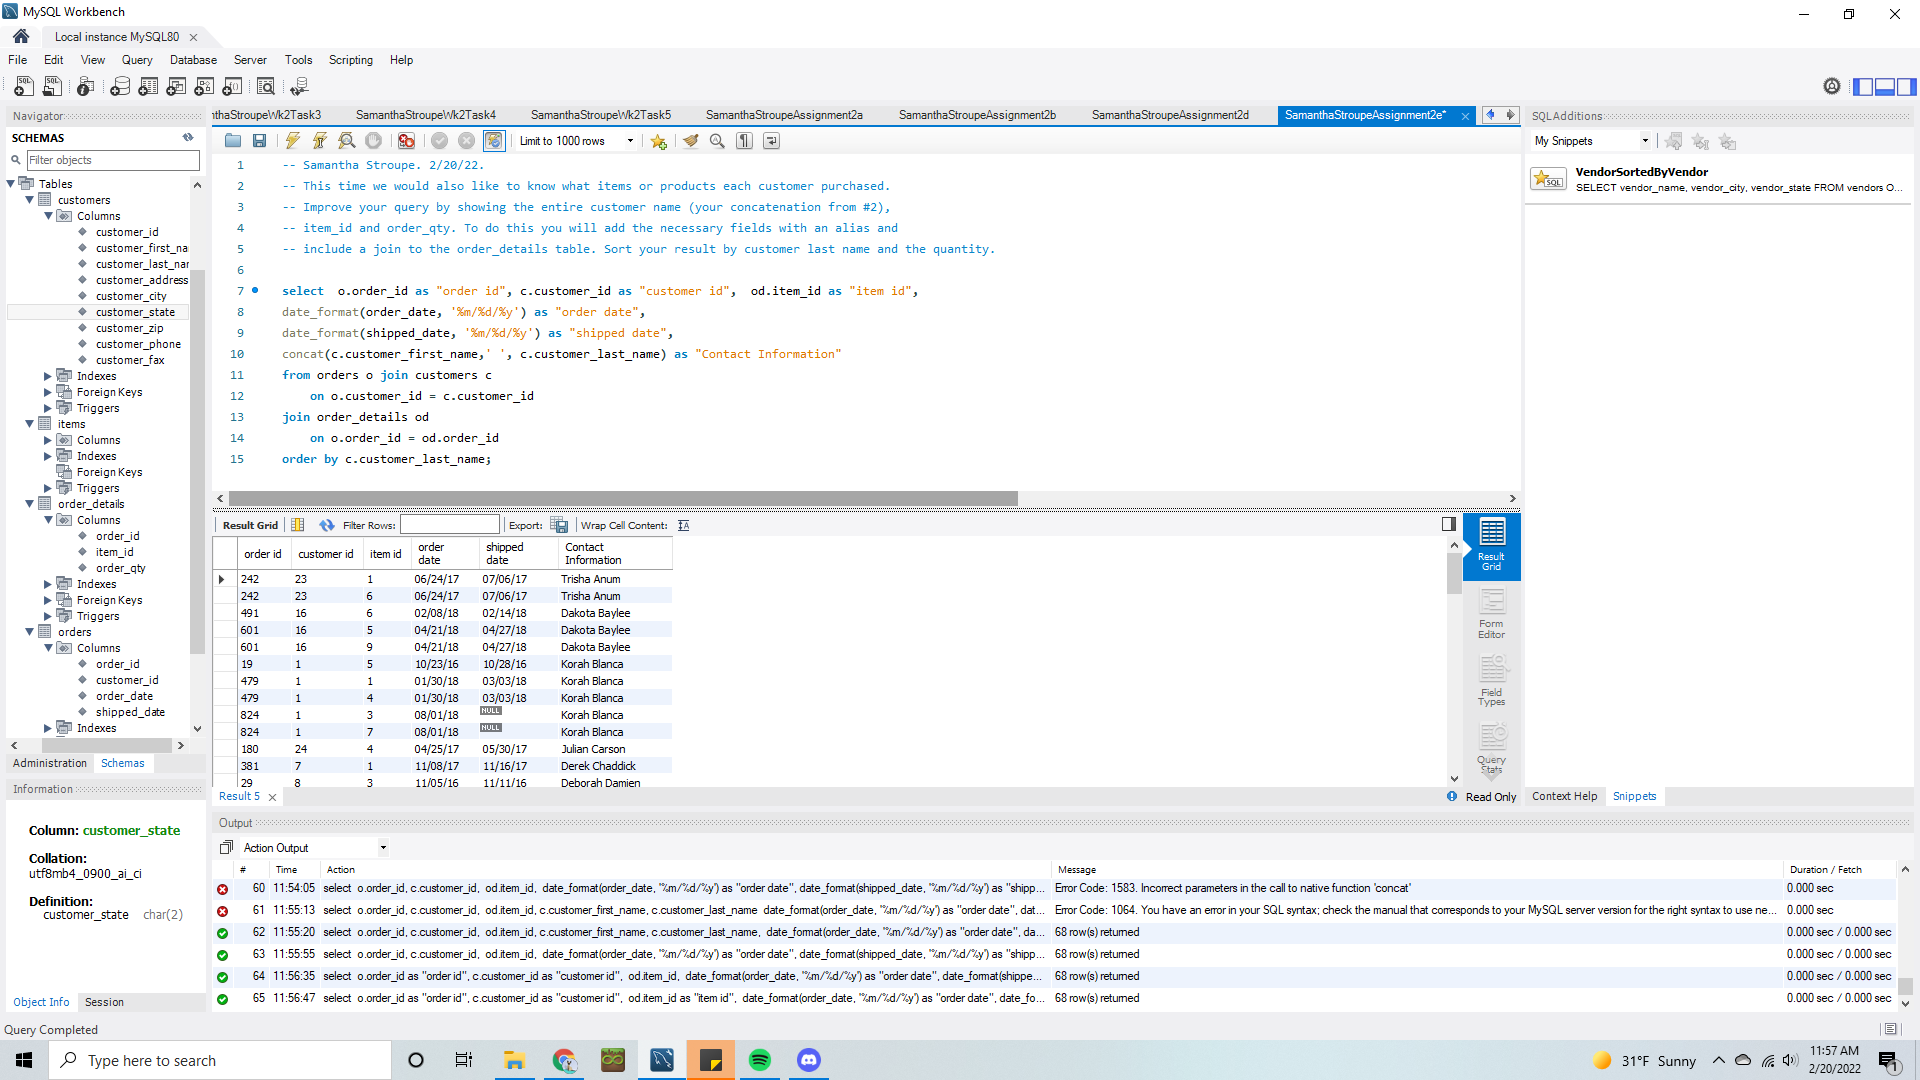 MySQL Workbench
Local instance MySQL80
File Edit View Query Database Server Tools Scripting Help
Navigator
SCHEMAS
Filter objects
Tables
customers
Columns
customer_id
customer_first_na
customer_last_nar
customer_address
customer_city
customer_state
customer_zip
customer_phone
customer_fax
Indexes
Foreign Keys
Triggers
items
Columns
Indexes
Foreign Keys
Triggers
order_details
Columns
order_id
item_id
order_qty
Indexes
Foreign Keys
Triggers
orders
Columns
order_id
customer_id
order_date
shipped_date
Indexes
Administration Schemas
Information
Column: customer_state
Collation:
utf8mb4_0900_ai_ci
Definition:
customer_state char(2)
Object Info Session
Query Completed
nthaStroupeWk2Task3 SamanthaStroupeWk2Task4 SamanthaStroupeWk2Task5 SamanthaStroupeAssignment2a SamanthaStroupeAssignment2b SamanthaStroupeAssignment2d SamanthaStroupeAssignment2e*
Limit to 1000 rows
1 -- Samantha Stroupe. 2/20/22.
2 -- This time we would also like to know what items or products each customer purchased.
3 -- Improve your query by showing the entire customer name (your concatenation from #2),
4 -- item_id and order_qty. To do this you will add the necessary fields with an alias and
5 -- include a join to the order_details table. Sort your result by customer last name and the quantity.
6
7 select o.order_id as "order id", c.customer_id as "customer id", od.item_id as "item id",
8 date_format(order_date, '%m/%d/%y') as "order date",
9 date_format(shipped_date, '%m/%d/%y') as "shipped date",
10 concat(c.customer_first_name,' ', c.customer_last_name) as "Contact Information"
11 from orders o join customers c
12 on o.customer_id = c.customer_id
13 join order_details od
14 on o.order_id = od.order_id
15 order by c.customer_last_name;
Result Grid Filter Rows: Export: Wrap Cell Content:
order id customer id item id order date shipped date Contact Information
242 23 1 06/24/17 07/06/17 Trisha Anum
242 23 6 06/24/17 07/06/17 Trisha Anum
491 16 6 02/08/18 02/14/18 Dakota Baylee
601 16 5 04/21/18 04/27/18 Dakota Baylee
601 16 9 04/21/18 04/27/18 Dakota Baylee
19 1 5 10/23/16 10/28/16 Korah Blanca
479 1 1 01/30/18 03/03/18 Korah Blanca
479 1 4 01/30/18 03/03/18 Korah Blanca
824 1 3 08/01/18 NULL Korah Blanca
824 1 7 08/01/18 NULL Korah Blanca
180 24 4 04/25/17 05/30/17 Julian Carson
381 7 1 11/08/17 11/16/17 Derek Chaddick
29 8 3 11/05/16 11/11/16 Deborah Damien
Result Grid
Form Editor
Field Types
Query Stats
Result 5
Read Only
SQLAdditions
My Snippets
SQL
VendorSortedByVendor
SELECT vendor_name, vendor_city, vendor_state FROM vendors O...
Context Help Snippets
Output
Action Output
# Time Action Message Duration / Fetch
60 11:54:05 select o.order_id, c.customer_id, od.item_id, date_format(order_date, '%m/%d/%y') as "order date", date_format(shipped_date, '%m/%d/%y') as "shipp... Error Code: 1583. Incorrect parameters in the call to native function 'concat' 0.000 sec
61 11:55:13 select o.order_id, c.customer_id, od.item_id, c.customer_first_name, c.customer_last_name date_format(order_date, '%m/%d/%y') as "order date", dat... Error Code: 1064. You have an error in your SQL syntax; check the manual that corresponds to your MySQL server version for the right syntax to use ne... 0.000 sec
62 11:55:20 select o.order_id, c.customer_id, od.item_id, c.customer_first_name, c.customer_last_name, date_format(order_date, '%m/%d/%y') as "order date", da... 68 row(s) returned 0.000 sec / 0.000 sec
63 11:55:55 select o.order_id, c.customer_id, od.item_id, date_format(order_date, '%m/%d/%y') as "order date", date_format(shipped_date, '%m/%d/%y') as "shipp... 68 row(s) returned 0.000 sec / 0.000 sec
64 11:56:35 select o.order_id as "order id", c.customer_id as "customer id", od.item_id, date_format(order_date, '%m/%d/%y') as "order date", date_format(shippe... 68 row(s) returned 0.000 sec / 0.000 sec
65 11:56:47 select o.order_id as "order id", c.customer_id as "customer id", od.item_id as "item id", date_format(order_date, '%m/%d/%y') as "order date", date_fo... 68 row(s) returned 0.000 sec / 0.000 sec
Type here to search
31°F Sunny
11:57 AM
2/20/2022
1